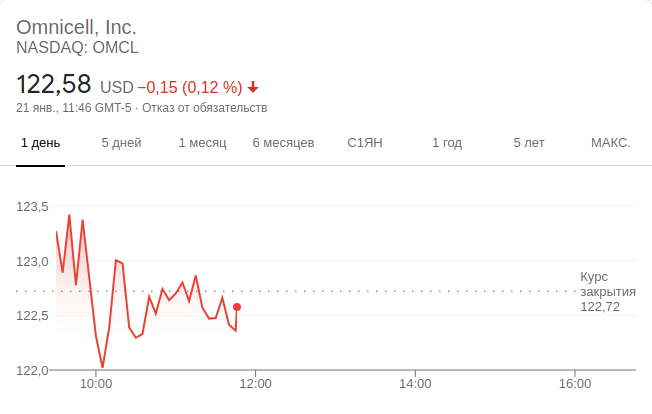 Omnicell, Inc.
NASDAQ: OMCL
122,58 USD −0,15 (0,12 %)
21 янв., 11:46 GMT-5 · Отказ от обязательств
1 день 5 дней 1 месяц 6 месяцев С1ЯН 1 год 5 лет МАКС.
123,5
123,0
Курс
закрытия
122,72
122,5
122,0
10:00 12:00 14:00 16:00